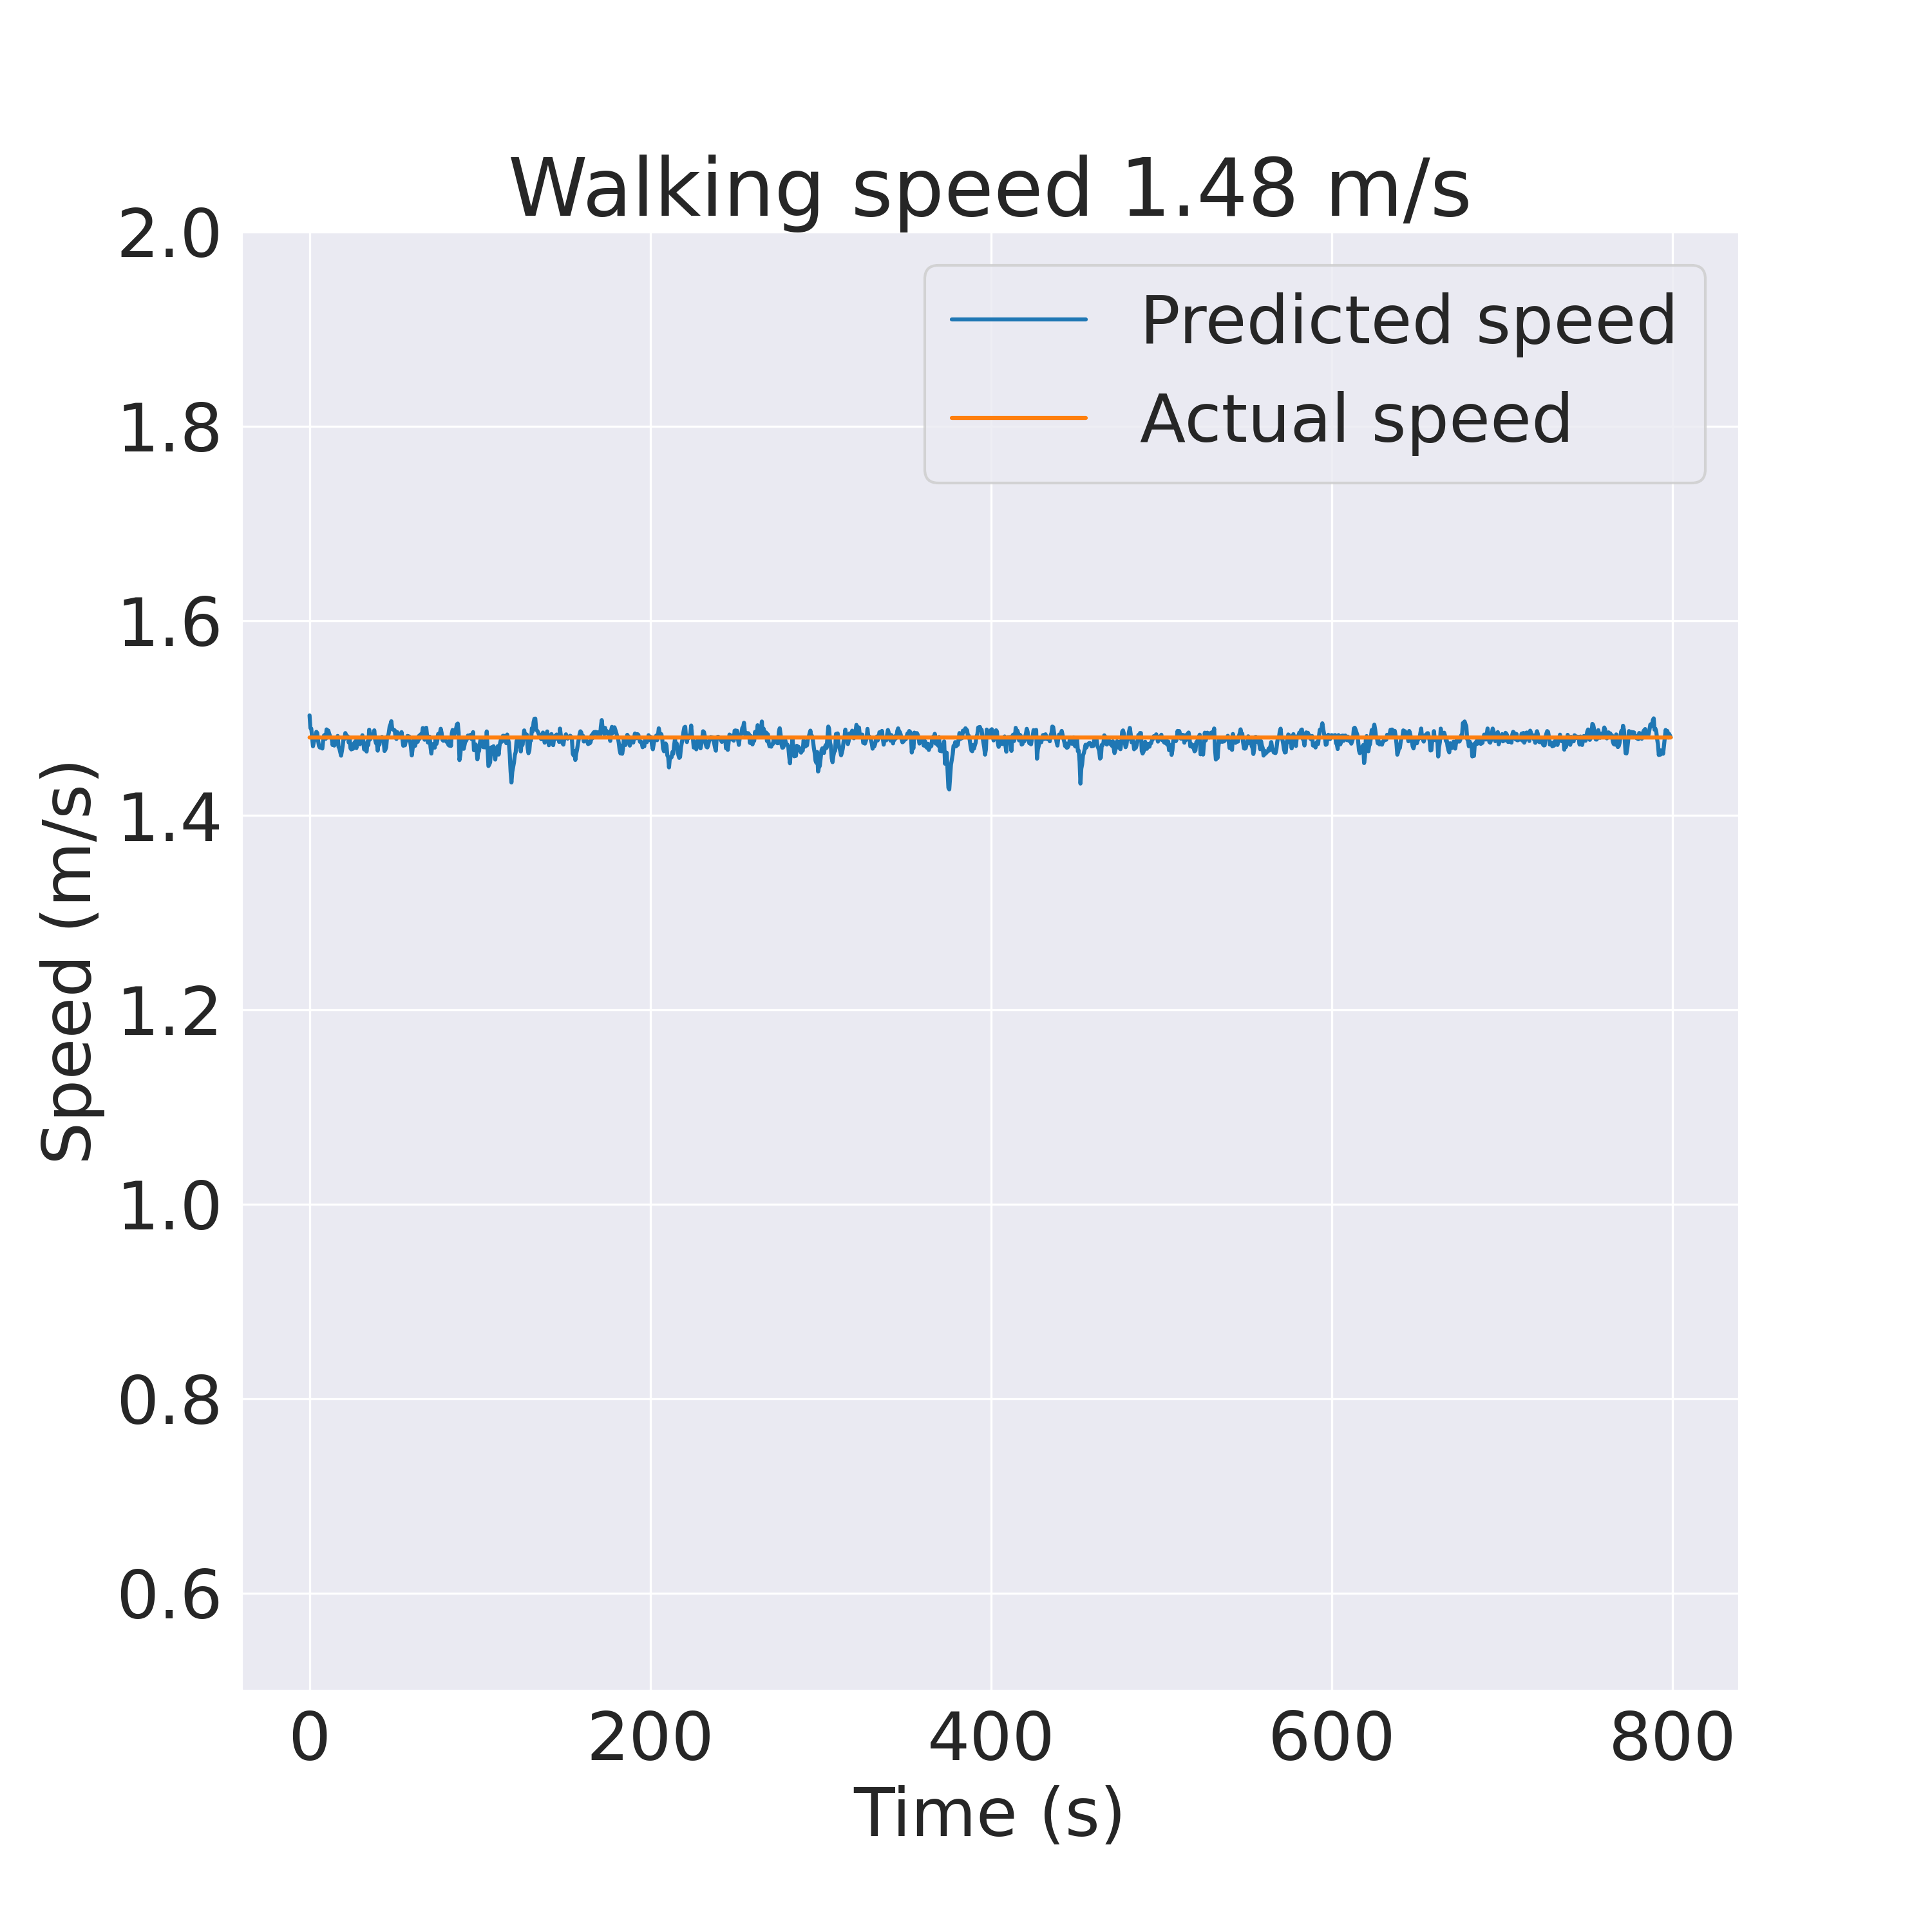 Walking speed 1.48 m/s
Predicted speed
Actual speed
2.0
1.8
1.6
1.4
1.2
1.0
0.8
0.6
Speed (m/s)
0 200 400 600 800
Time (s)